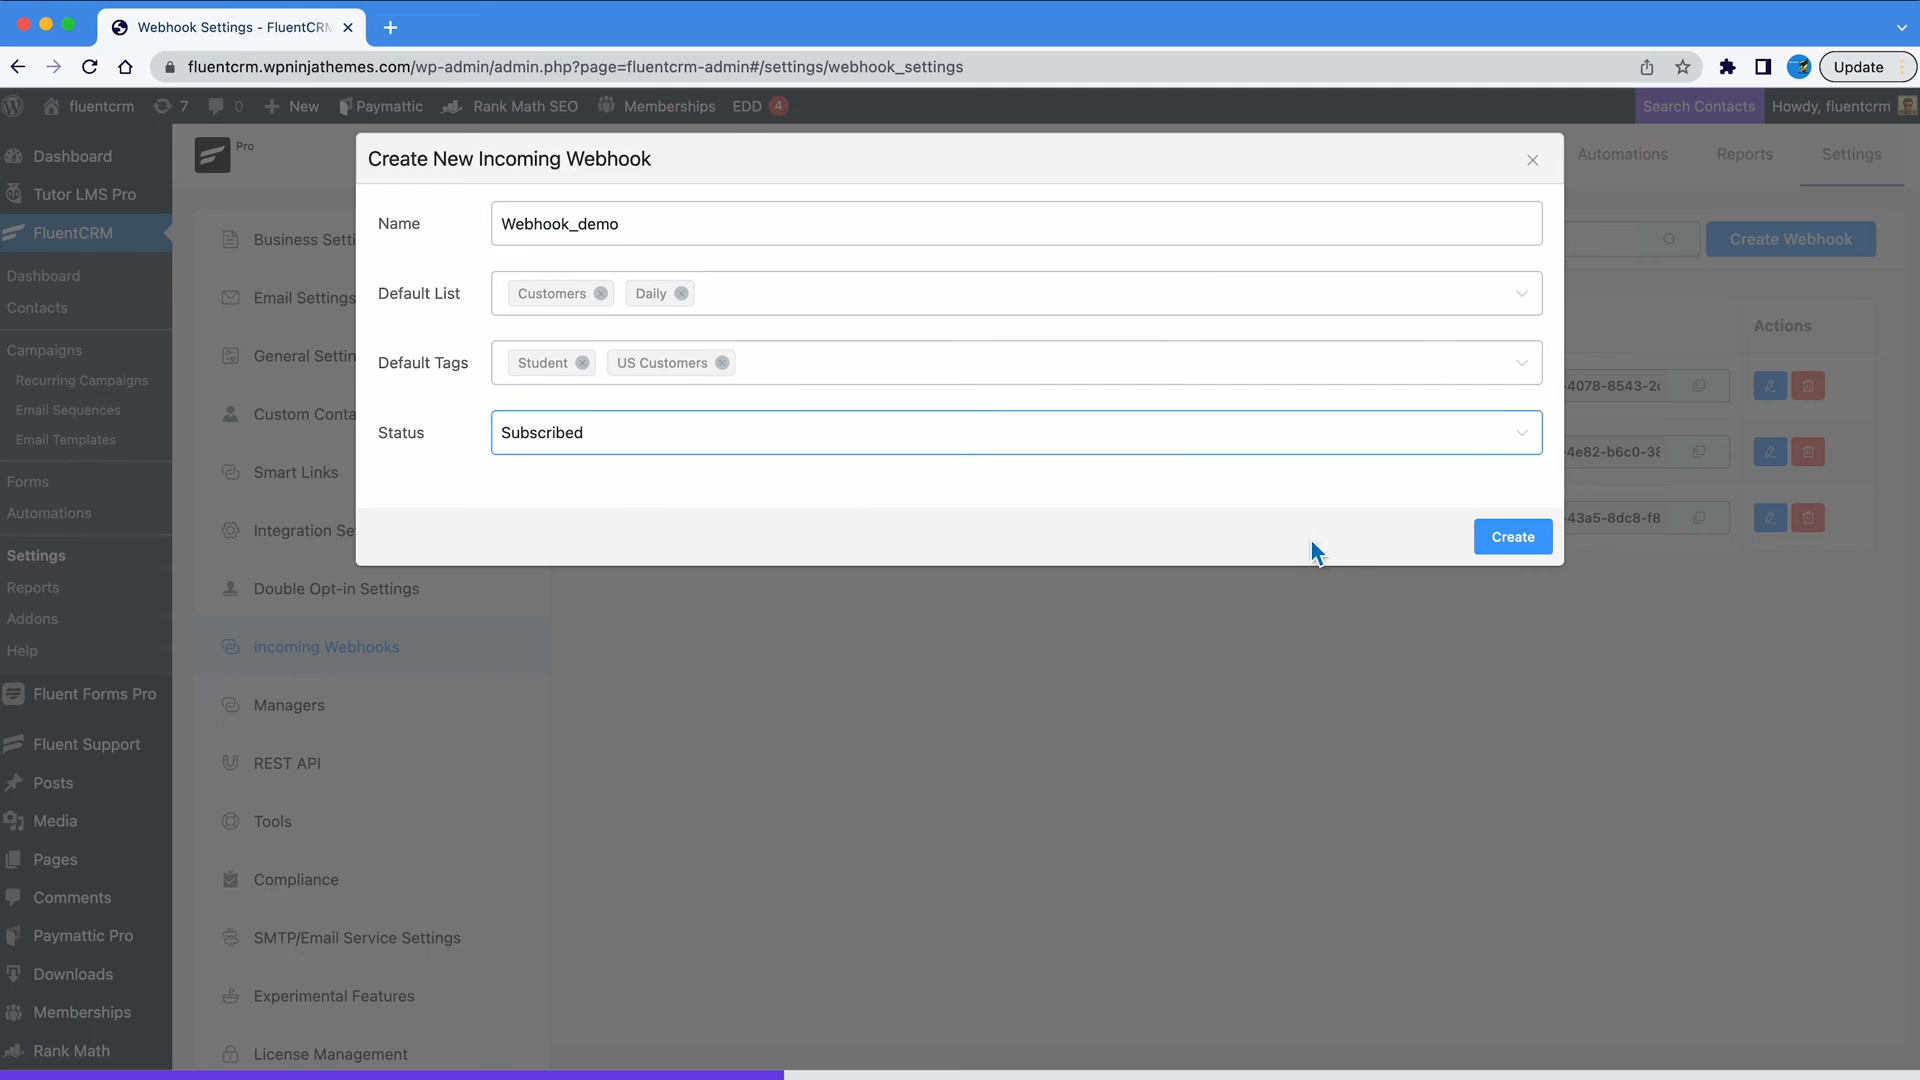 Webhook Settings - FluentCRM
fluentcrm.wpninjathemes.com/wp-admin/admin.php?page=fluentcrm-admin#/settings/webhook_settings
Update
fluentcrm 7 0 New Paymattic Rank Math SEO Memberships EDD 4 Search Contacts Howdy, fluentcrm
Dashboard
Tutor LMS Pro
FluentCRM
Dashboard
Contacts
Campaigns
Recurring Campaigns
Email Sequences
Email Templates
Forms
Automations
Settings
Reports
Addons
Help
Fluent Forms Pro
Fluent Support
Posts
Media
Pages
Comments
Paymattic Pro
Downloads
Memberships
Rank Math
Pro
Automations Reports Settings
Business Setti
Email Settings
General Settin
Custom Conta
Smart Links
Integration Se
Double Opt-in Settings
Incoming Webhooks
Managers
REST API
Tools
Compliance
SMTP/Email Service Settings
Experimental Features
License Management
Create New Incoming Webhook
Name Webhook_demo
Default List Customers Daily
Default Tags Student US Customers
Status Subscribed
Create
Create Webhook
Actions
-4078-8543-2
4e82-b6c0-38
43a5-8dc8-f8